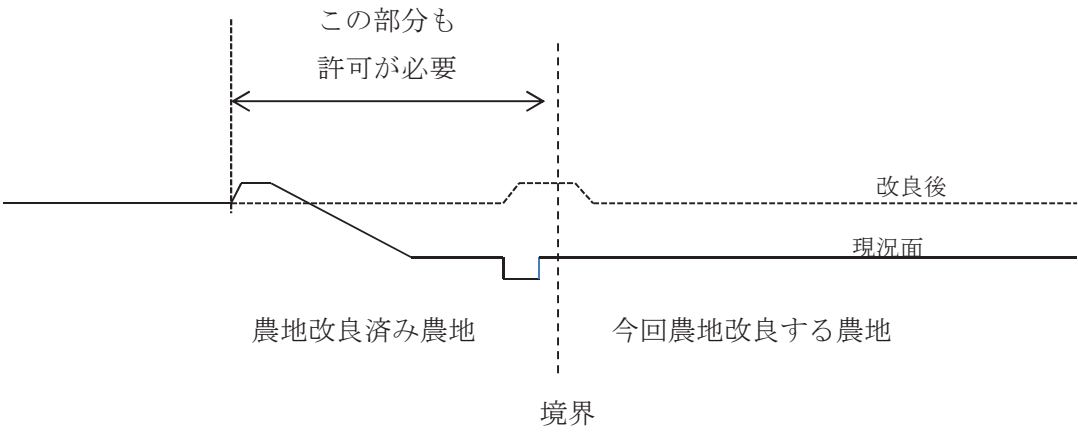 この部分も
許可が必要
改良後
現況面
農地改良済み農地
今回農地改良する農地
境界